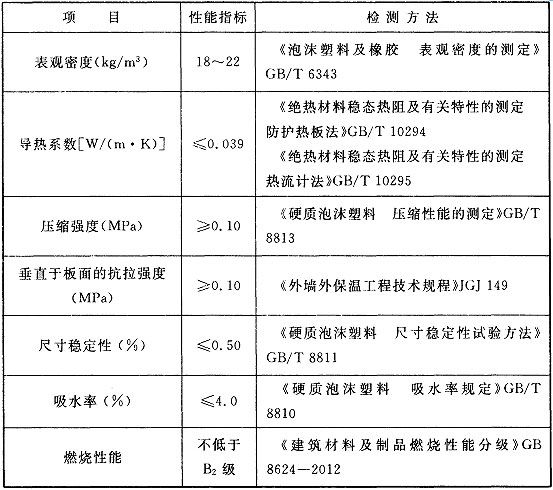 项 目 性能指标 检测方法
表观密度(kg/m³) 18～22 《泡沫塑料及橡胶 表观密度的测定》
GB/T 6343
导热系数[W/(m·K)] ≤0.039 《绝热材料稳态热阻及有关特性的测定
防护热板法》GB/T 10294
《绝热材料稳态热阻及有关特性的测定
热流计法》GB/T 10295
压缩强度(MPa) ≥0.10 《硬质泡沫塑料 压缩性能的测定》GB/T
8813
垂直于板面的抗拉强度
(MPa) ≥0.10 《外墙外保温工程技术规程》JGJ 149
尺寸稳定性(%) ≤0.50 《硬质泡沫塑料 尺寸稳定性试验方法》
GB/T 8811
吸水率(%) ≤4.0 《硬质泡沫塑料 吸水率规定》GB/T
8810
燃烧性能 不低于
B₂级 《建筑材料及制品燃烧性能分级》GB
8624—2012